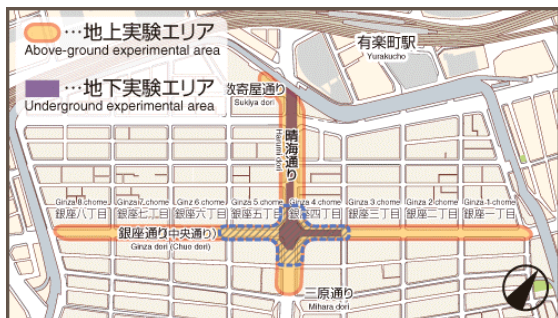 …地上実験エリア
Above-ground experimental area
…地下実験エリア
Underground experimental area
有楽町駅
Yurakucho
数寄屋通り
Sukiya dori
晴海通り
Harumi dori
Ginza 8 chome
Ginza 7 chome
Ginza 6 chome
Ginza 5 chome
Ginza 4 chome
Ginza 3 chome
Ginza 2 chome
Ginza 1 chome
銀座八丁目
銀座七丁目
銀座六丁目
銀座五丁目
銀座四丁目
銀座三丁目
銀座二丁目
銀座一丁目
銀座通り(中央通り)
Ginza dori (Chuo dori)
三原通り
Mihara dori